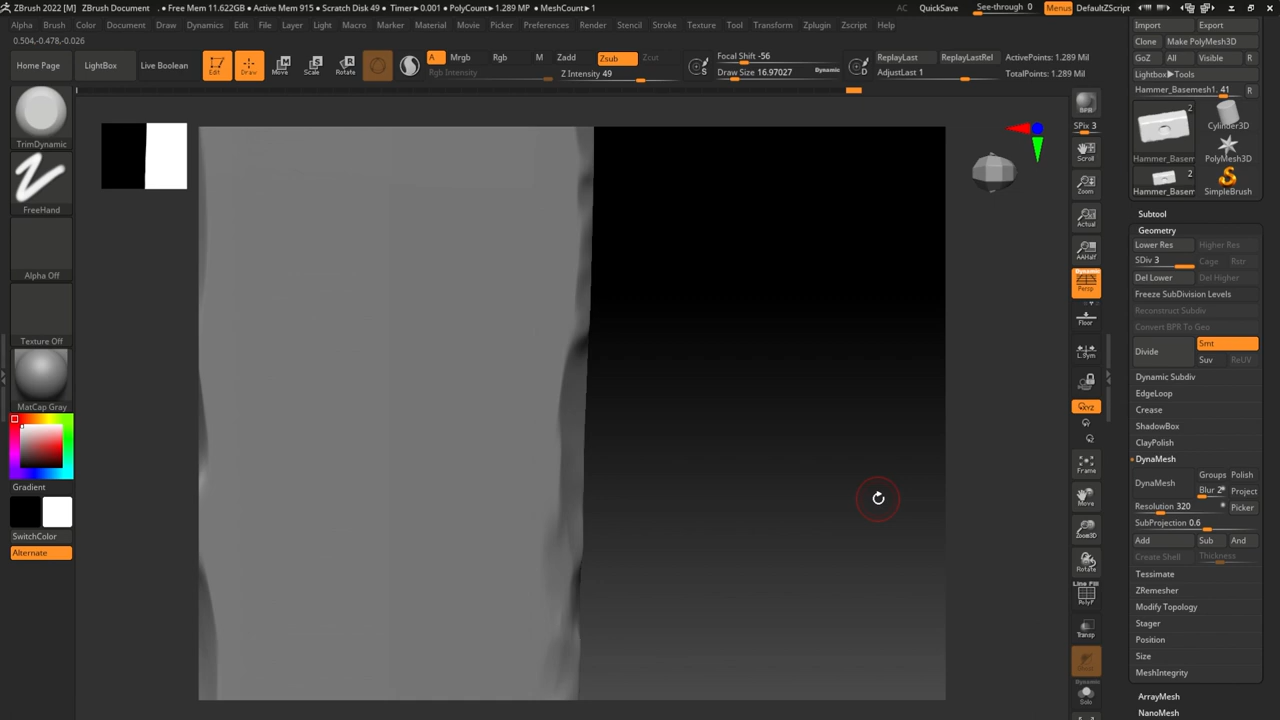 ZBrush 2022 [M] ZBrush Document . • Free Mem 11.622GB • Active Mem 915 • Scratch Disk 49 • Timer▸0.001 • PolyCount▸1.289 MP • MeshCount▸1
QuickSave See-through 0 Menus DefaultZScript
Alpha Brush Color Document Draw Dynamics Edit File Layer Light Macro Marker Material Movie Picker Preferences Render Stencil Stroke Texture Tool Transform Zplugin Zscript Help
0.504,-0.478,-0.026
Home Page LightBox Live Boolean Edit Draw Move Scale Rotate
A Mrgb Rgb M Zadd Zsub Zcut
Rgb Intensity Z Intensity 49
Focal Shift -56
Draw Size 16.97027 Dynamic
S D
ReplayLast ReplayLastRel
AdjustLast 1
ActivePoints: 1.289 Mil
TotalPoints: 1.289 Mil
TrimDynamic
FreeHand
Alpha Off
Texture Off
MatCap Gray
Gradient
SwitchColor
Alternate
BPR
SPix 3
Scroll
Zoom
Actual
AAHalf
Dynamic
Persp
Floor
L.Sym
XYZ
Frame
Move
Zoom3D
Rotate
Line Fill
PolyF
Transp
Dynamic
Solo
Import Export
Clone Make PolyMesh3D
GoZ All Visible R
Lightbox▸Tools
Hammer_Basemesh1. 41 R
2
Hammer_Basem Cylinder3D
PolyMesh3D
2
Hammer_Basem SimpleBrush
Subtool
Geometry
Lower Res Higher Res
SDiv 3 Cage Rstr
Del Lower Del Higher
Freeze SubDivision Levels
Reconstruct Subdiv
Convert BPR To Geo
Divide Smt
Suv ReUV
Dynamic Subdiv
EdgeLoop
Crease
ShadowBox
ClayPolish
DynaMesh
DynaMesh Groups Polish
Blur 2 Project
Resolution 320 Picker
SubProjection 0.6
Add Sub And
Create Shell Thickness
Tessimate
ZRemesher
Modify Topology
Stager
Position
Size
MeshIntegrity
ArrayMesh
NanoMesh